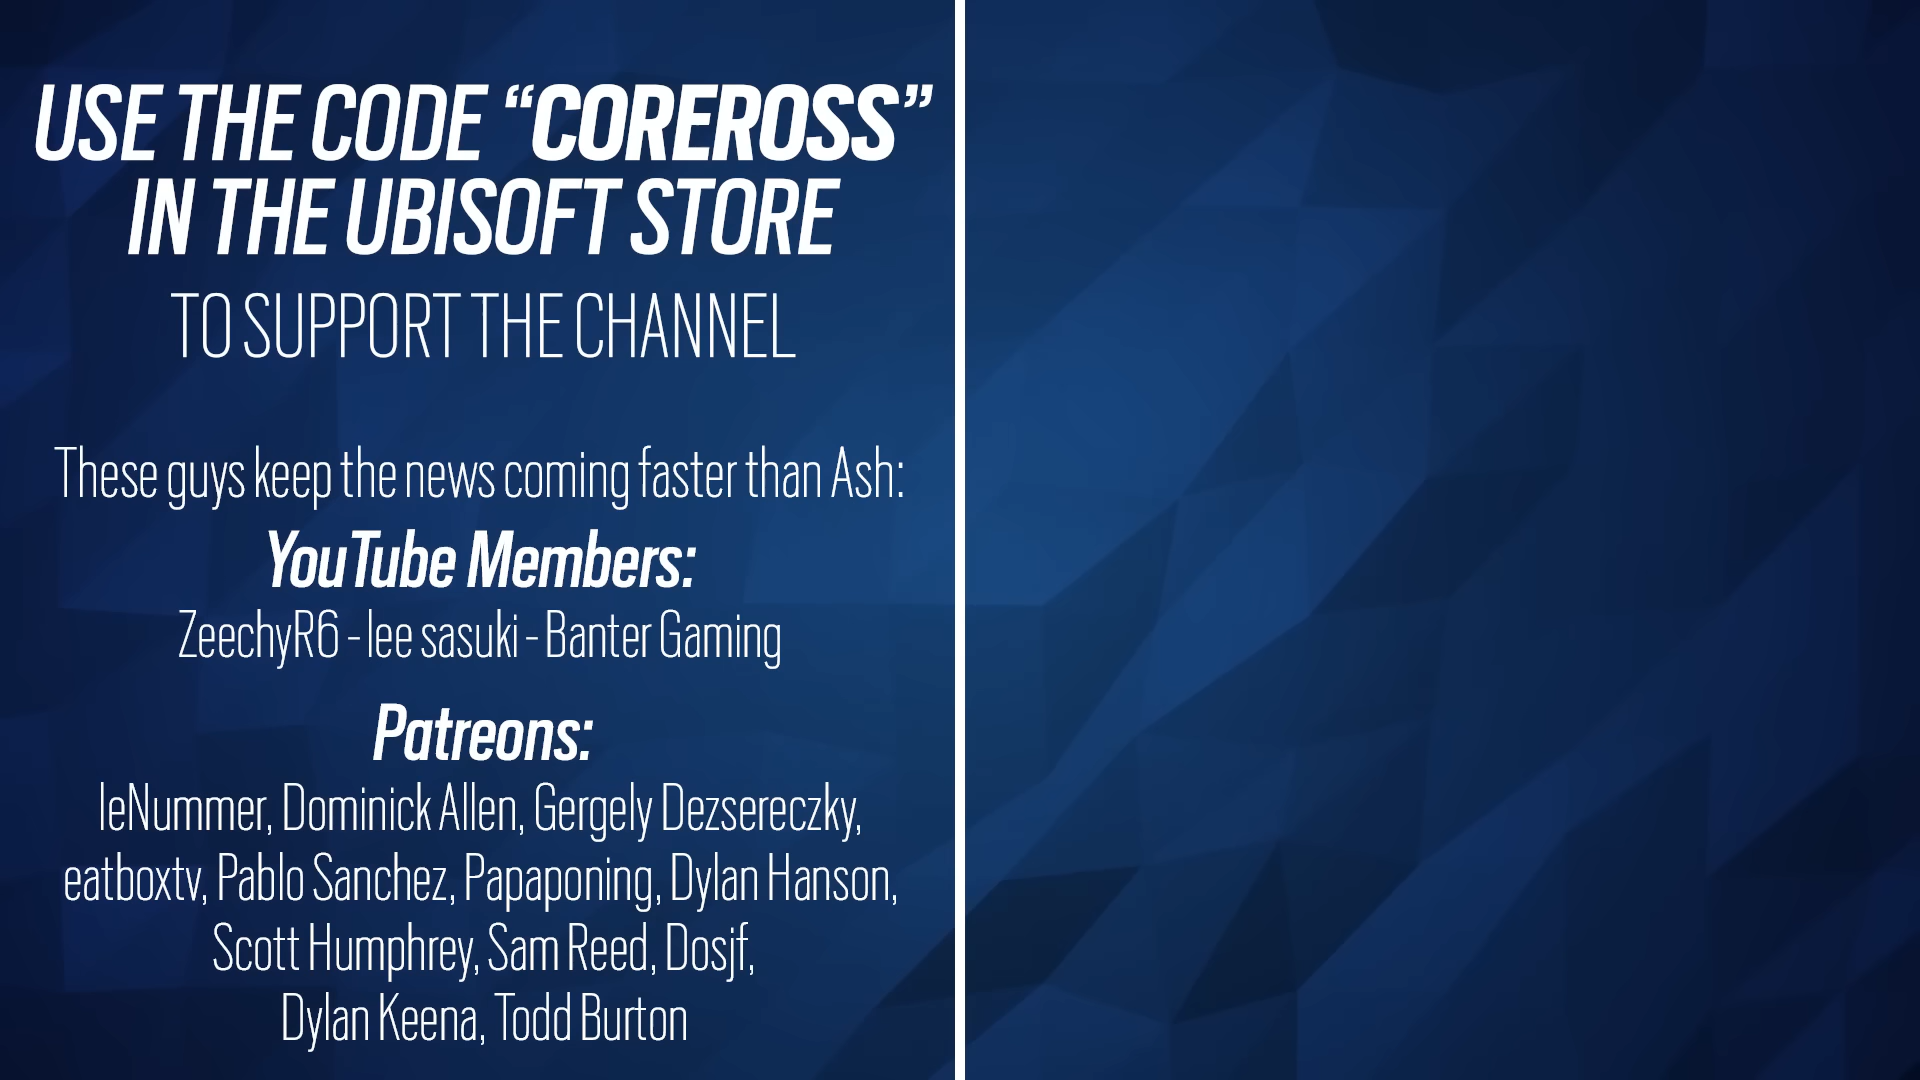 USE THE CODE “COREROSS”
IN THE UBISOFT STORE
TO SUPPORT THE CHANNEL
These guys keep the news coming faster than Ash:
YouTube Members:
ZeechyR6 - lee sasuki - Banter Gaming
Patreons:
leNummer, Dominick Allen, Gergely Dezsereczky,
eatboxtv, Pablo Sanchez, Papaponing, Dylan Hanson,
Scott Humphrey, Sam Reed, Dosjf,
Dylan Keena, Todd Burton